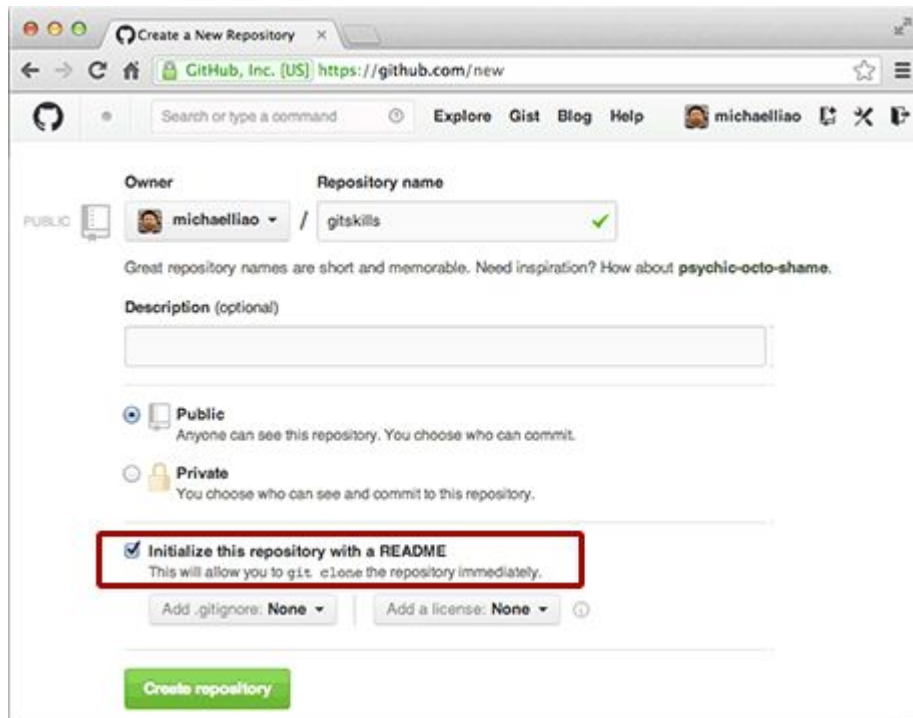 Create a New Repository
GitHub, Inc. [US] https://github.com/new
Search or type a command Explore Gist Blog Help michaelliao
Owner Repository name
PUBLIC michaelliao / gitskills
Great repository names are short and memorable. Need inspiration? How about psychic-octo-shame.
Description (optional)
Public
Anyone can see this repository. You choose who can commit.
Private
You choose who can see and commit to this repository.
Initialize this repository with a README
This will allow you to git clone the repository immediately.
Add .gitignore: None Add a license: None
Create repository